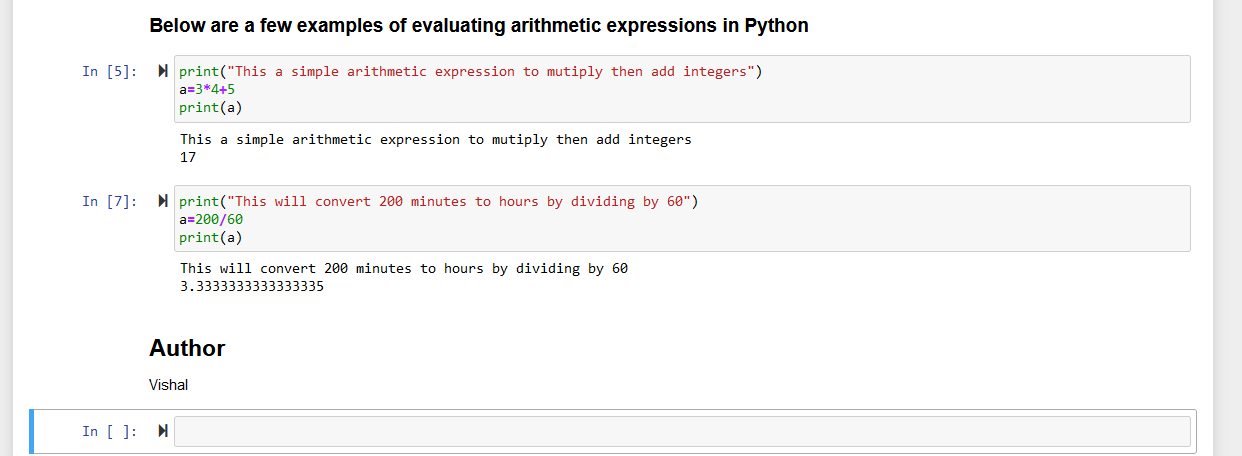 Below are a few examples of evaluating arithmetic expressions in Python
In [5]: print("This a simple arithmetic expression to mutiply then add integers")
a=3*4+5
print(a)
This a simple arithmetic expression to mutiply then add integers
17
In [7]: print("This will convert 200 minutes to hours by dividing by 60")
a=200/60
print(a)
This will convert 200 minutes to hours by dividing by 60
3.3333333333333335
Author
Vishal
In [ ]: